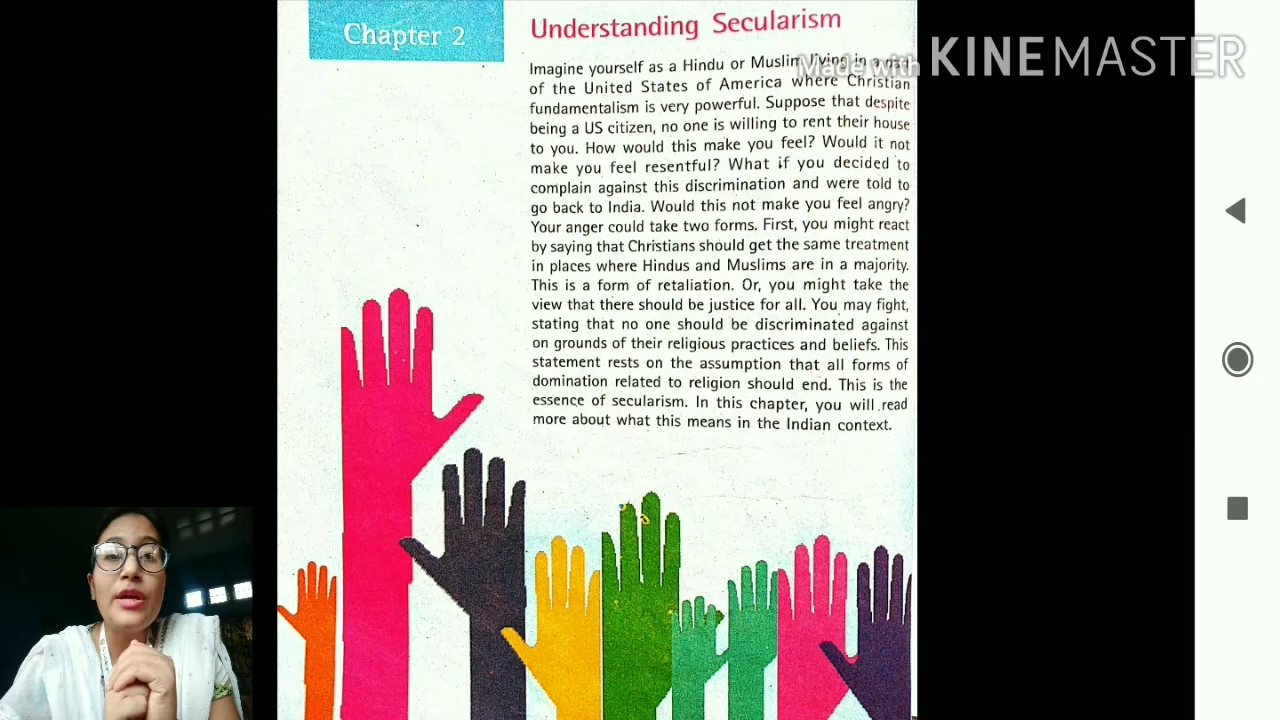 Chapter 2
Understanding Secularism
Imagine yourself as a Hindu or Muslim living in a part
of the United States of America where Christian
fundamentalism is very powerful. Suppose that despite
being a US citizen, no one is willing to rent their house
to you. How would this make you feel? Would it not
make you feel resentful? What if you decided to
complain against this discrimination and were told to
go back to India. Would this not make you feel angry?
Your anger could take two forms. First, you might react
by saying that Christians should get the same treatment
in places where Hindus and Muslims are in a majority.
This is a form of retaliation. Or, you might take the
view that there should be justice for all. You may fight,
stating that no one should be discriminated against
on grounds of their religious practices and beliefs. This
statement rests on the assumption that all forms of
domination related to religion should end. This is the
essence of secularism. In this chapter, you will read
more about what this means in the Indian context.
Made with KINEMASTER